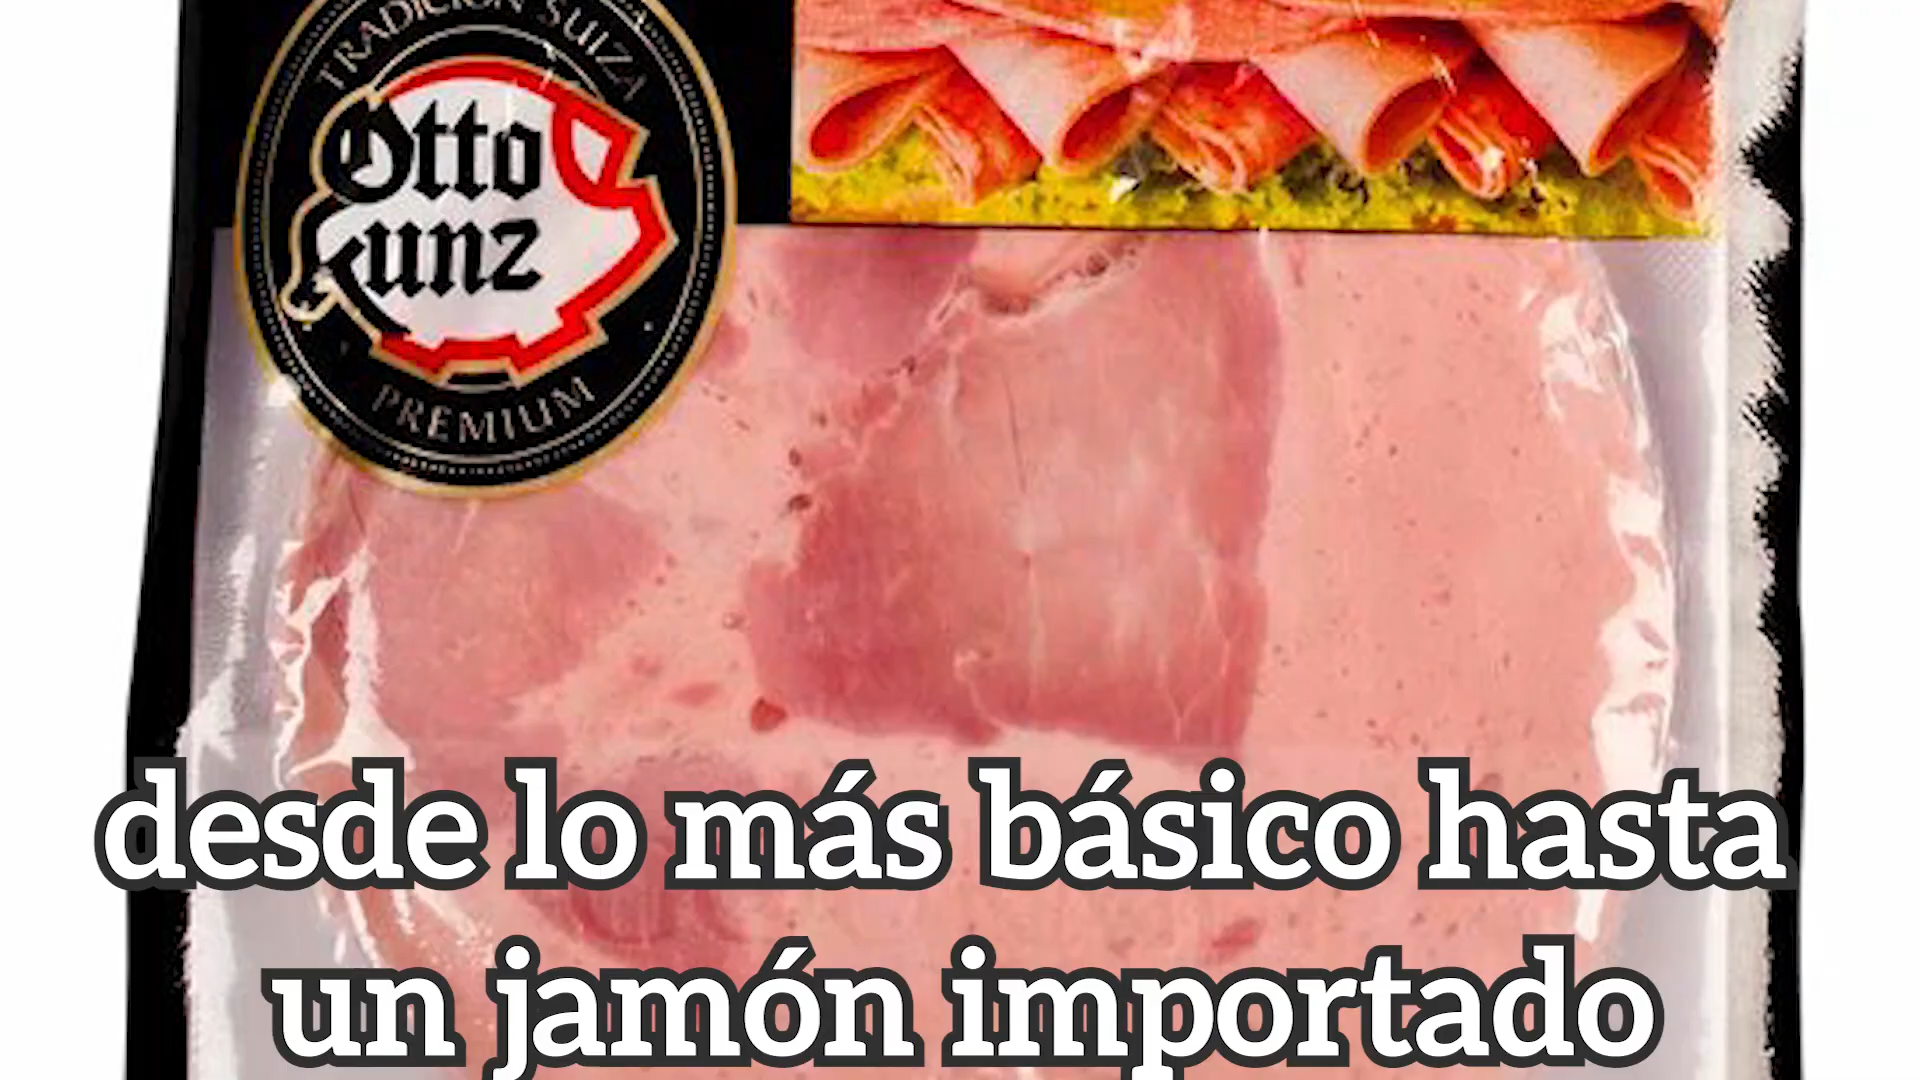 TRADICIÓN SUIZA
Otto
Kunz
PREMIUM
desde lo más básico hasta
un jamón importado